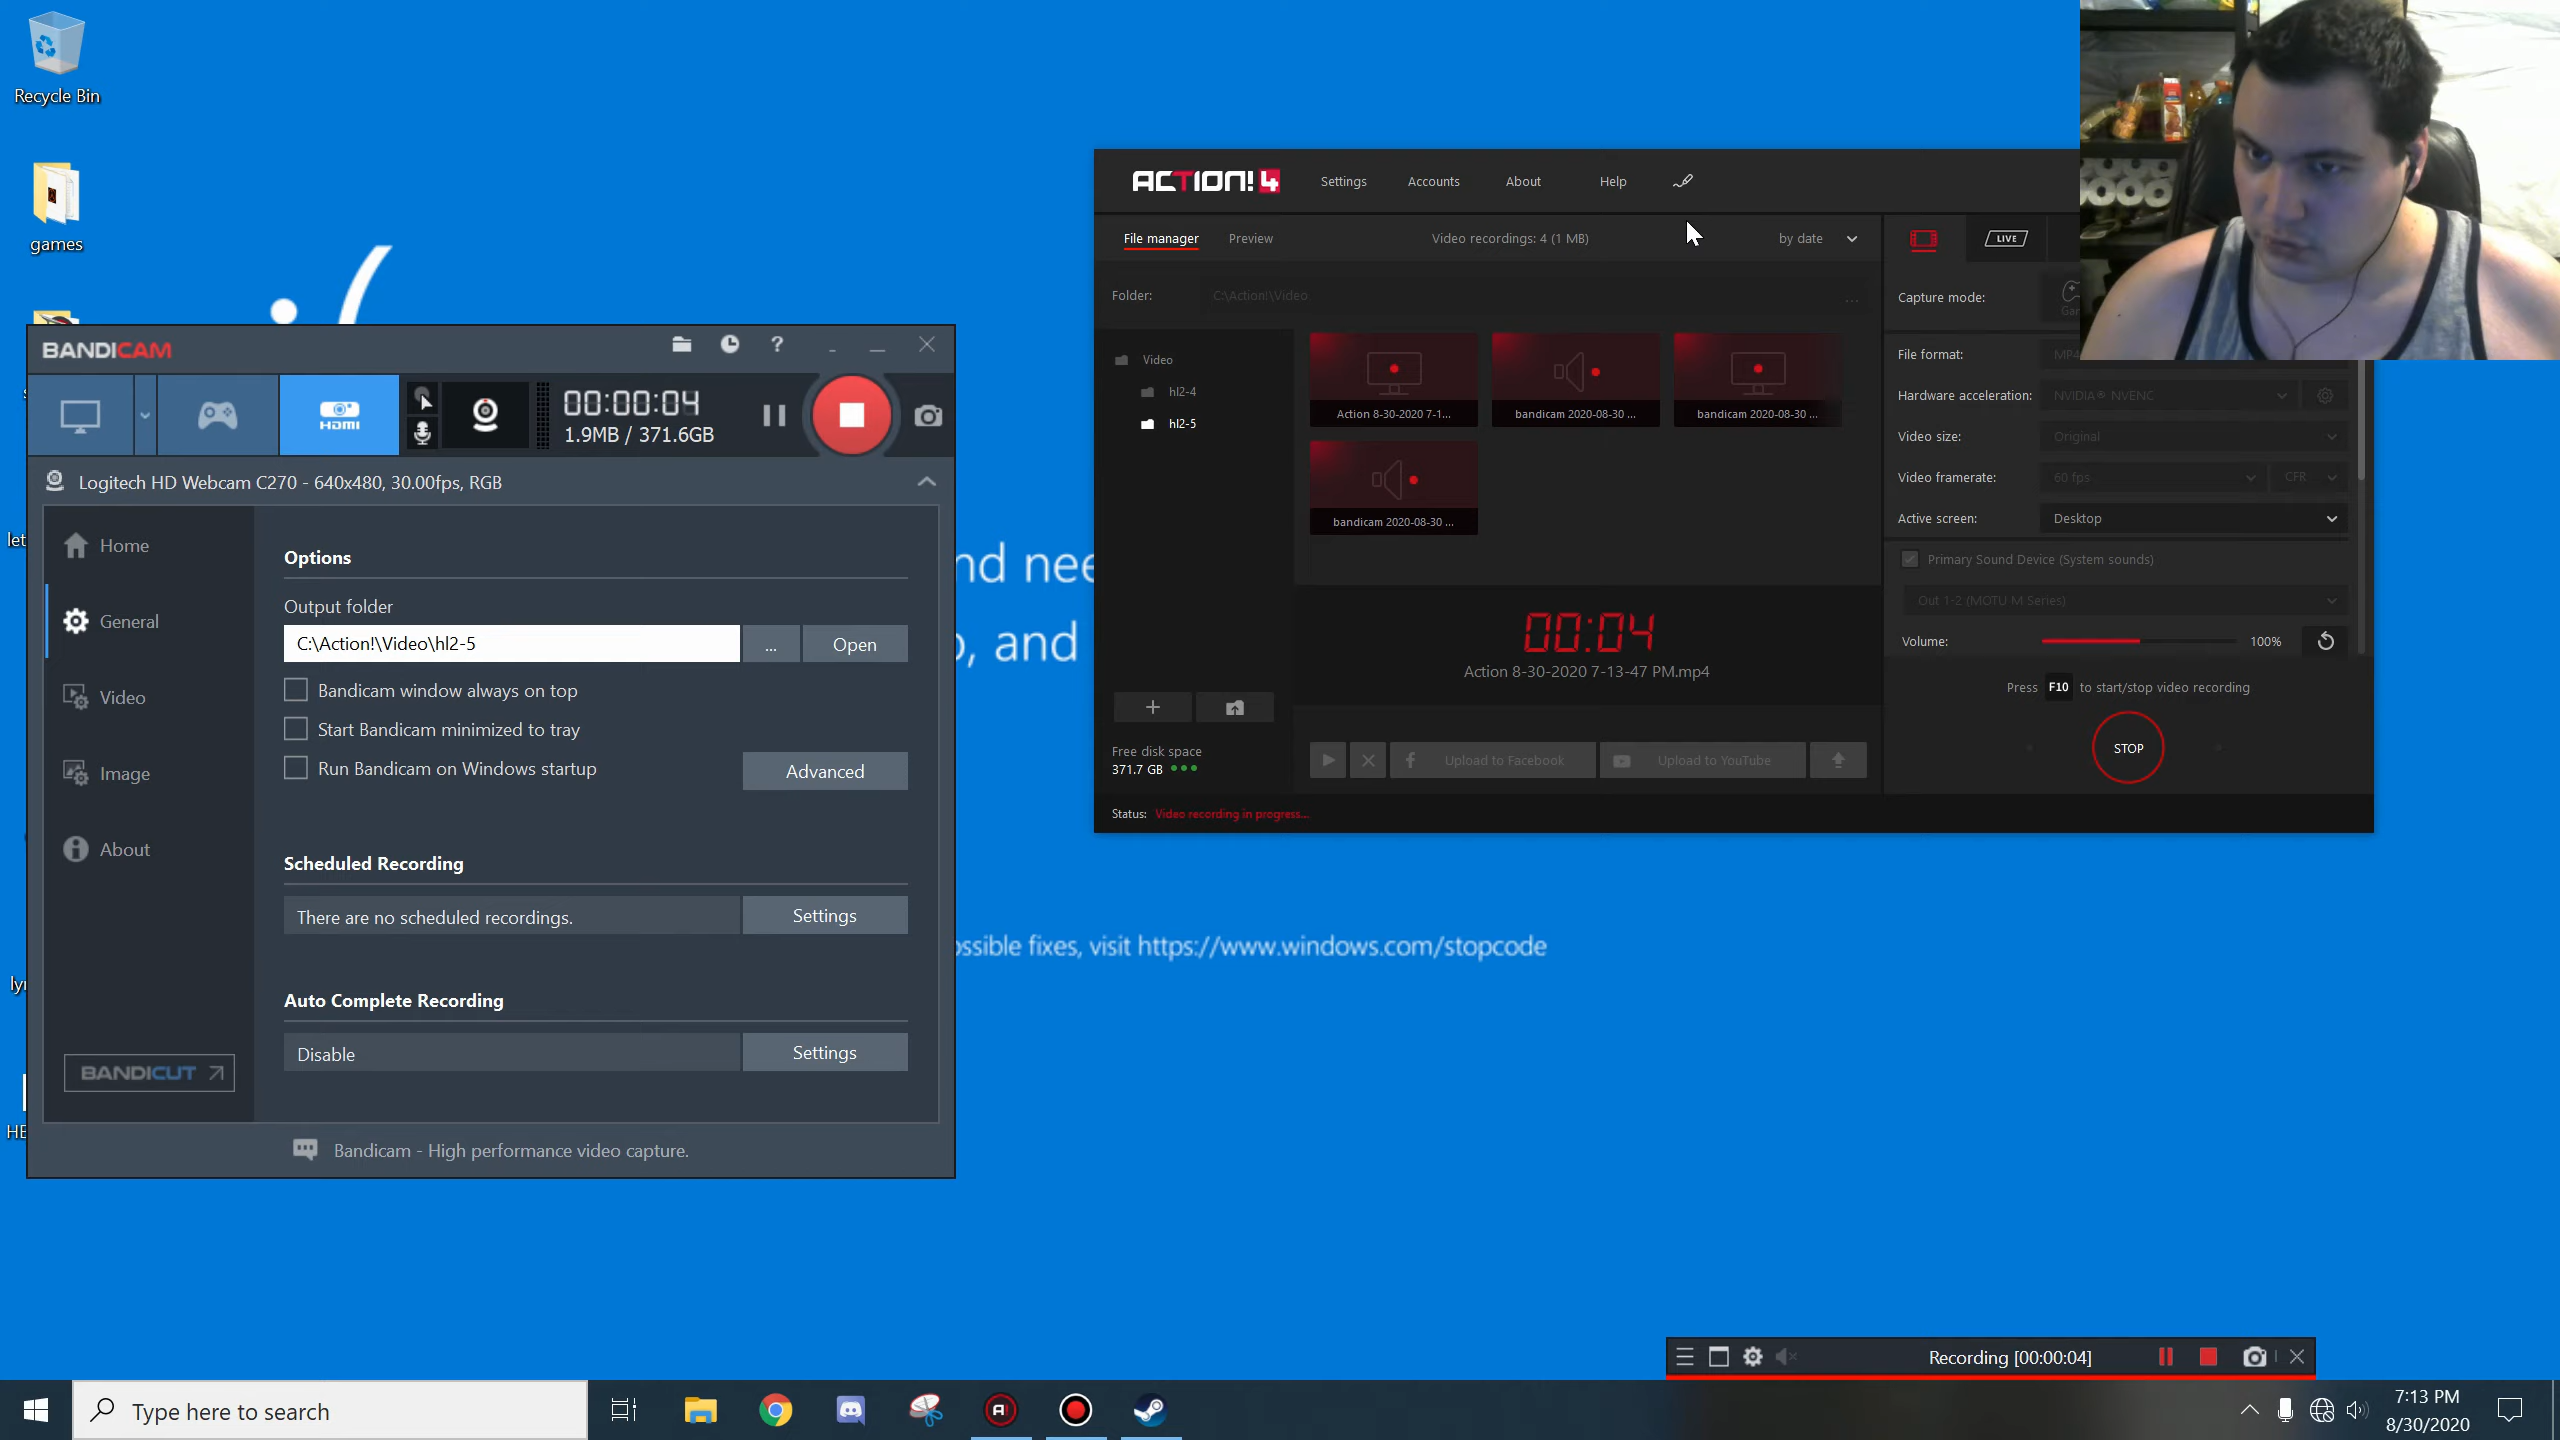 Recycle Bin
games
:(
BANDICAM
?
HDMI
00:00:04
1.9MB / 371.6GB
Logitech HD Webcam C270 - 640x480, 30.00fps, RGB
Home
General
Video
Image
About
BANDICUT
Options
Output folder
C:\Action!\Video\hl2-5
...
Open
Bandicam window always on top
Start Bandicam minimized to tray
Run Bandicam on Windows startup
Advanced
Scheduled Recording
There are no scheduled recordings.
Settings
Auto Complete Recording
Disable
Settings
Bandicam - High performance video capture.
ACTION! 4
Settings
Accounts
About
Help
File manager
Preview
Video recordings: 4 (1 MB)
by date
LIVE
Folder:
C:\Action!\Video
...
Video
hl2-4
hl2-5
Action 8-30-2020 7-1...
bandicam 2020-08-30 ...
bandicam 2020-08-30 ...
bandicam 2020-08-30 ...
00:04
Action 8-30-2020 7-13-47 PM.mp4
Free disk space
371.7 GB
Upload to Facebook
Upload to YouTube
Status: Video recording in progress...
Capture mode:
File format:
Hardware acceleration:
NVIDIA® NVENC
Video size:
Original
Video framerate:
60 fps
CFR
Active screen:
Desktop
Primary Sound Device (System sounds)
Out 1-2 (MOTU M Series)
Volume:
100%
Press F10 to start/stop video recording
STOP
nd nee
o, and
ossible fixes, visit https://www.windows.com/stopcode
let
lyr
HE
Recording [00:00:04]
Type here to search
7:13 PM
8/30/2020